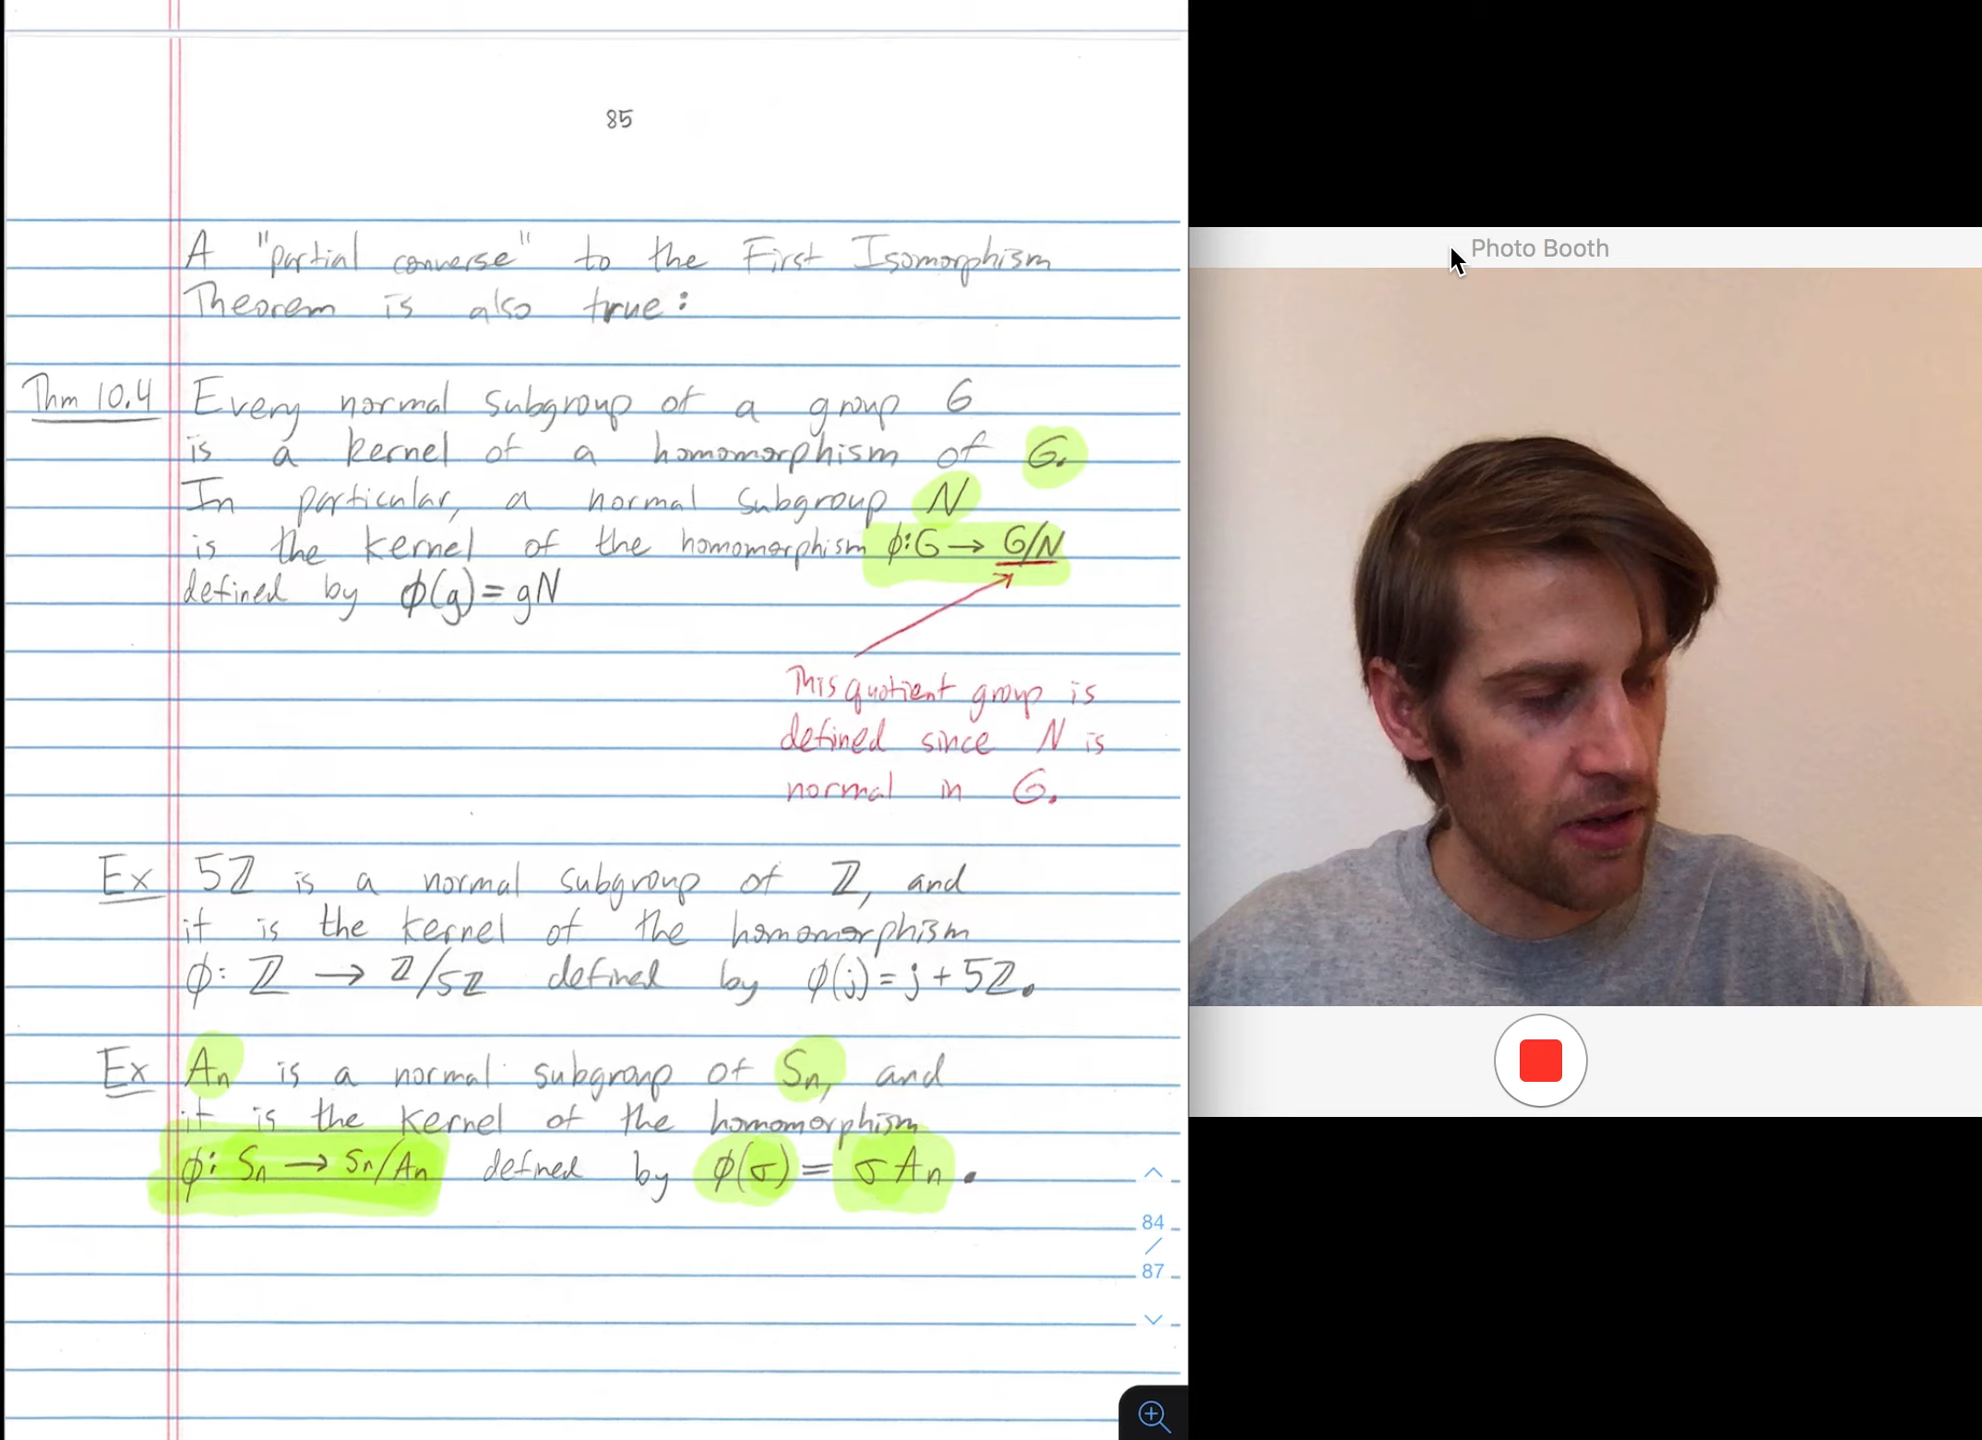 85
A "partial converse" to the First Isomorphism
Theorem is also true:
Thm 10.4 Every normal subgroup of a group G
is a kernel of a homomorphism of G.
In particular, a normal subgroup N
is the kernel of the homomorphism ϕ:G → G/N
defined by ϕ(g) = gN
This quotient group is
defined since N is
normal in G.
Ex 5ℤ is a normal subgroup of ℤ, and
it is the kernel of the homomorphism
ϕ: ℤ → ℤ/5ℤ defined by ϕ(j) = j + 5ℤ.
Ex An is a normal subgroup of Sn, and
it is the kernel of the homomorphism
ϕ: Sn → Sn/An defined by ϕ(σ) = σAn.
84
/
87
Photo Booth